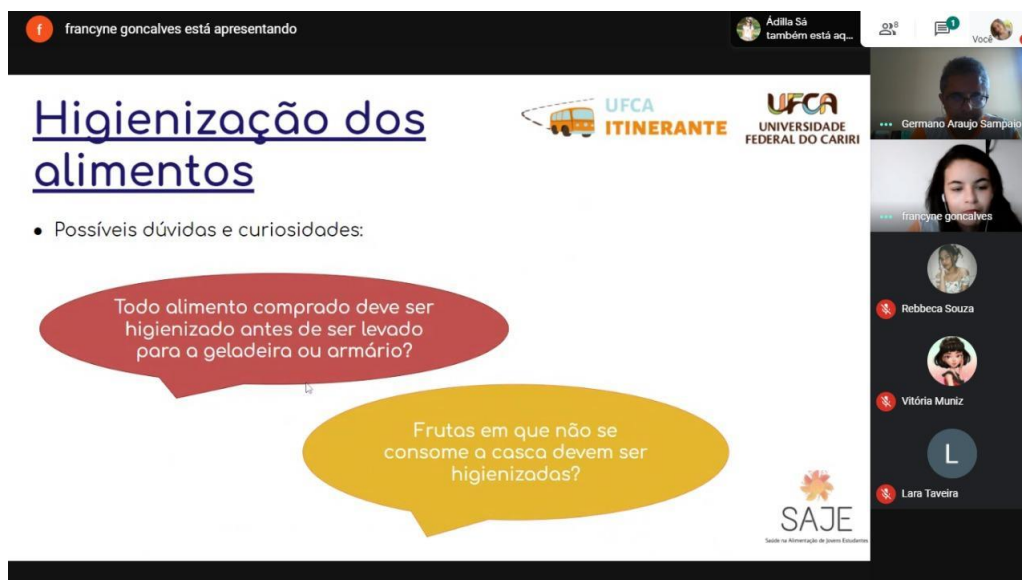 f
francyne goncalves está apresentando
Ádilla Sá
também está aq...
8
1
Você
Higienização dos
alimentos
UFCA
ITINERANTE
UFCA
UNIVERSIDADE
FEDERAL DO CARIRI
• Possíveis dúvidas e curiosidades:
Todo alimento comprado deve ser
higienizado antes de ser levado
para a geladeira ou armário?
Frutas em que não se
consome a casca devem ser
higienizadas?
SAJE
Saúde na Alimentação de Jovens Estudantes
Germano Araujo Sampaio
francyne goncalves
Rebbeca Souza
Vitória Muniz
L
Lara Taveira